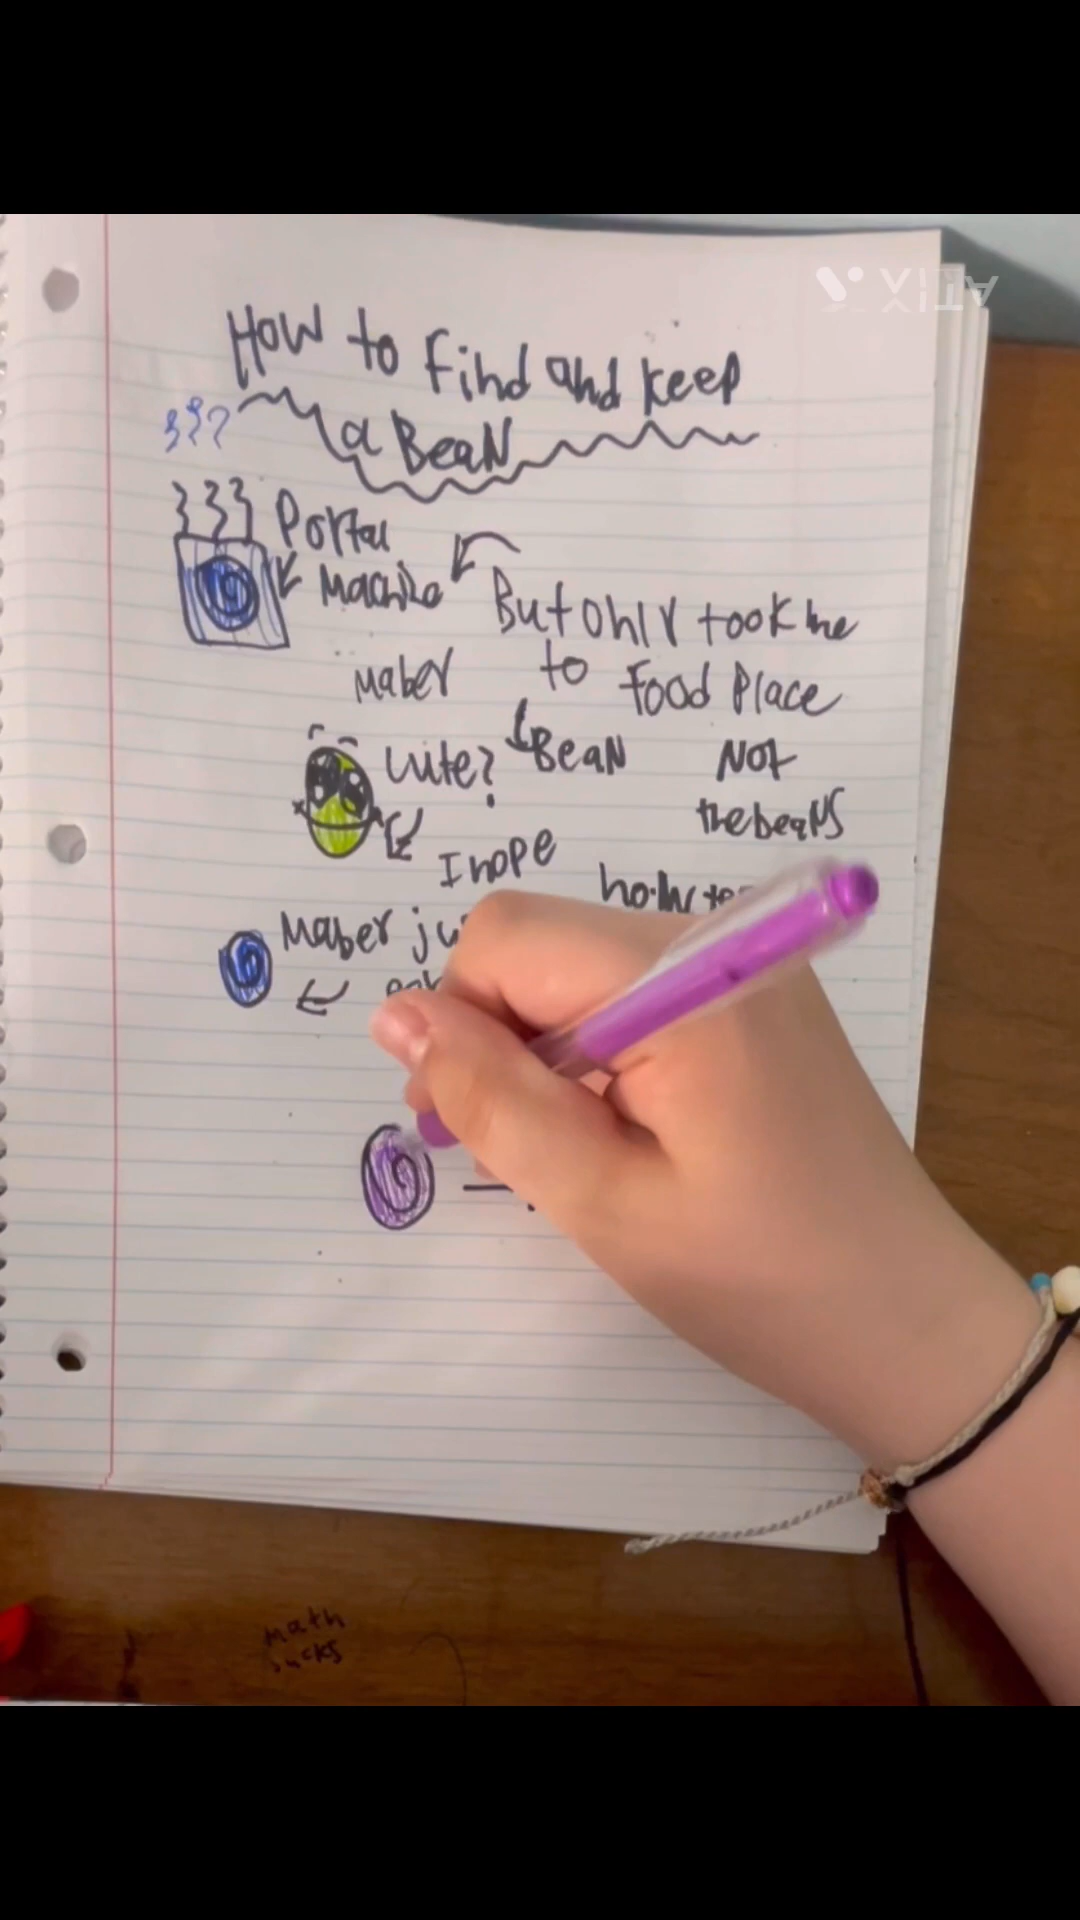 How to Find and keep
a BeaN
Portal
Machine
But only took me
to Food Place
Not
the beaNS
Maber
BeaN
Cute?
I hope
Maber
math
sucks